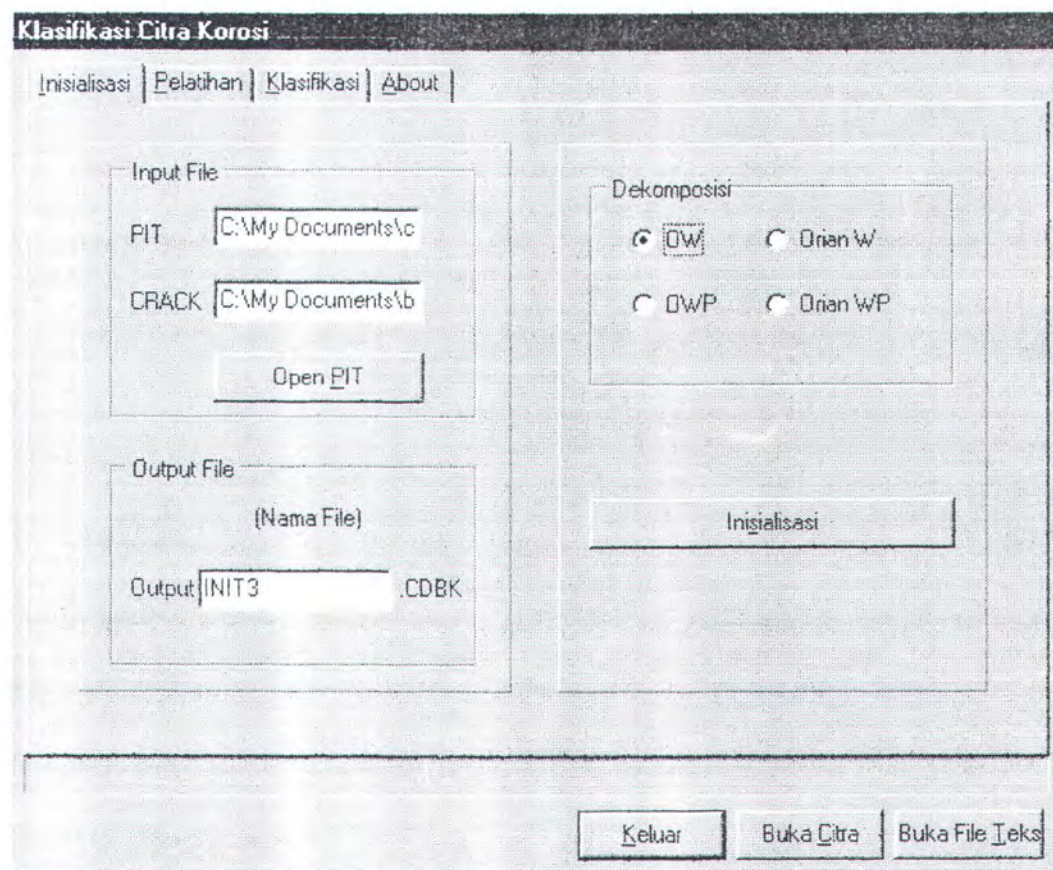 Klasifikasi Citra Korosi
Inisialisasi Pelatihan Klasifikasi About
Input File
PIT C:\My Documents\c
CRACK C:\My Documents\b
Open PIT
Output File
(Nama File)
Output INIT3 .CDBK
Dekomposisi
OW Orian W
OWP Orian WP
Inisialisasi
Keluar Buka Citra Buka File Teks